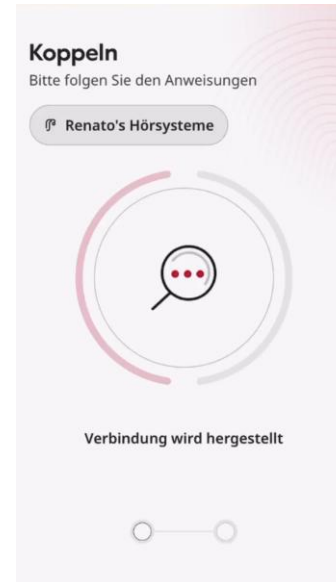 Koppeln
Bitte folgen Sie den Anweisungen
Renato's Hörsysteme
Verbindung wird hergestellt